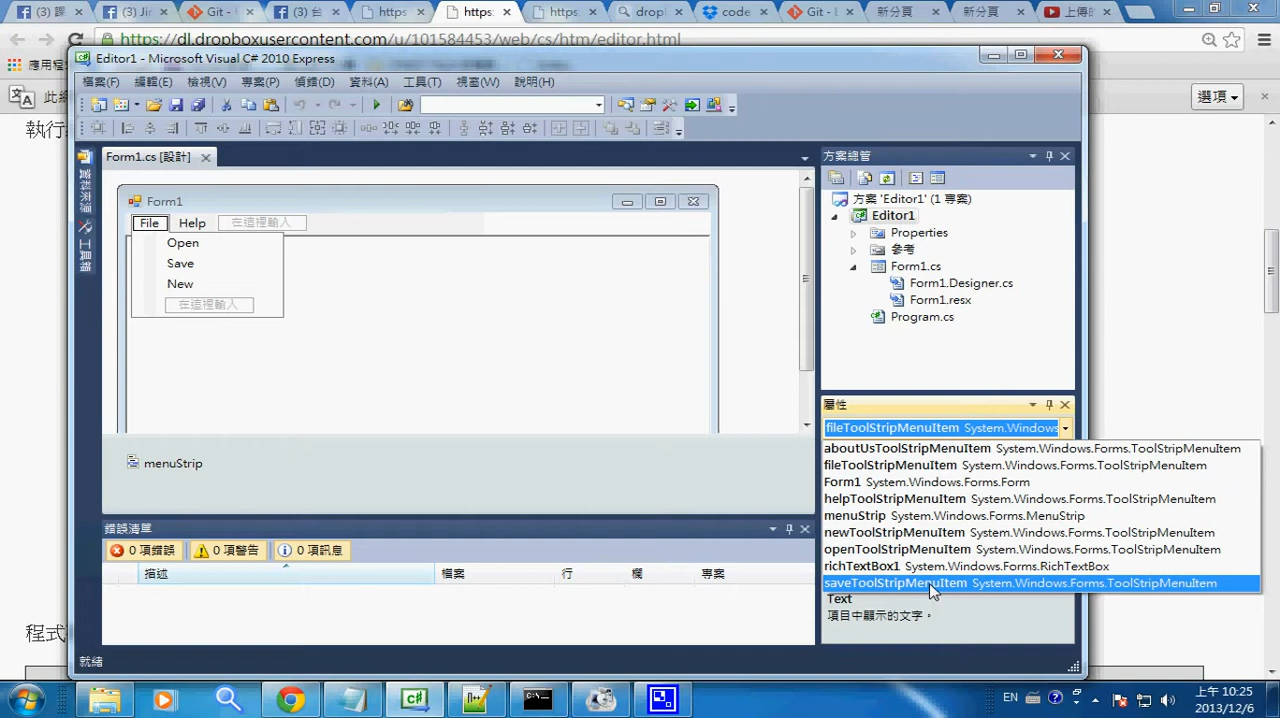 (3) 課
(3) Jir
Git -
(3) 台
https
https:
https:
dropl
code
Git - L
新分頁
新分頁
上傳的
https://dl.dropboxusercontent.com/u/101584453/web/cs/htm/editor.html
應用程
此網
選項
執行
程式
Editor1 - Microsoft Visual C# 2010 Express
檔案(F) 編輯(E) 檢視(V) 專案(P) 偵錯(D) 資料(A) 工具(T) 視窗(W) 說明(H)
Form1.cs [設計]
資料來源
工具箱
Form1
File Help 在這裡輸入
Open
Save
New
在這裡輸入
menuStrip
錯誤清單
0 項錯誤 0 項警告 0 項訊息
描述 檔案 行 欄 專案
就緒
方案總管
方案 'Editor1' (1 專案)
Editor1
Properties
參考
Form1.cs
Form1.Designer.cs
Form1.resx
Program.cs
屬性
fileToolStripMenuItem System.Windows
aboutUsToolStripMenuItem System.Windows.Forms.ToolStripMenuItem
fileToolStripMenuItem System.Windows.Forms.ToolStripMenuItem
Form1 System.Windows.Forms.Form
helpToolStripMenuItem System.Windows.Forms.ToolStripMenuItem
menuStrip System.Windows.Forms.MenuStrip
newToolStripMenuItem System.Windows.Forms.ToolStripMenuItem
openToolStripMenuItem System.Windows.Forms.ToolStripMenuItem
richTextBox1 System.Windows.Forms.RichTextBox
saveToolStripMenuItem System.Windows.Forms.ToolStripMenuItem
Text
項目中顯示的文字。
EN
上午 10:25
2013/12/6